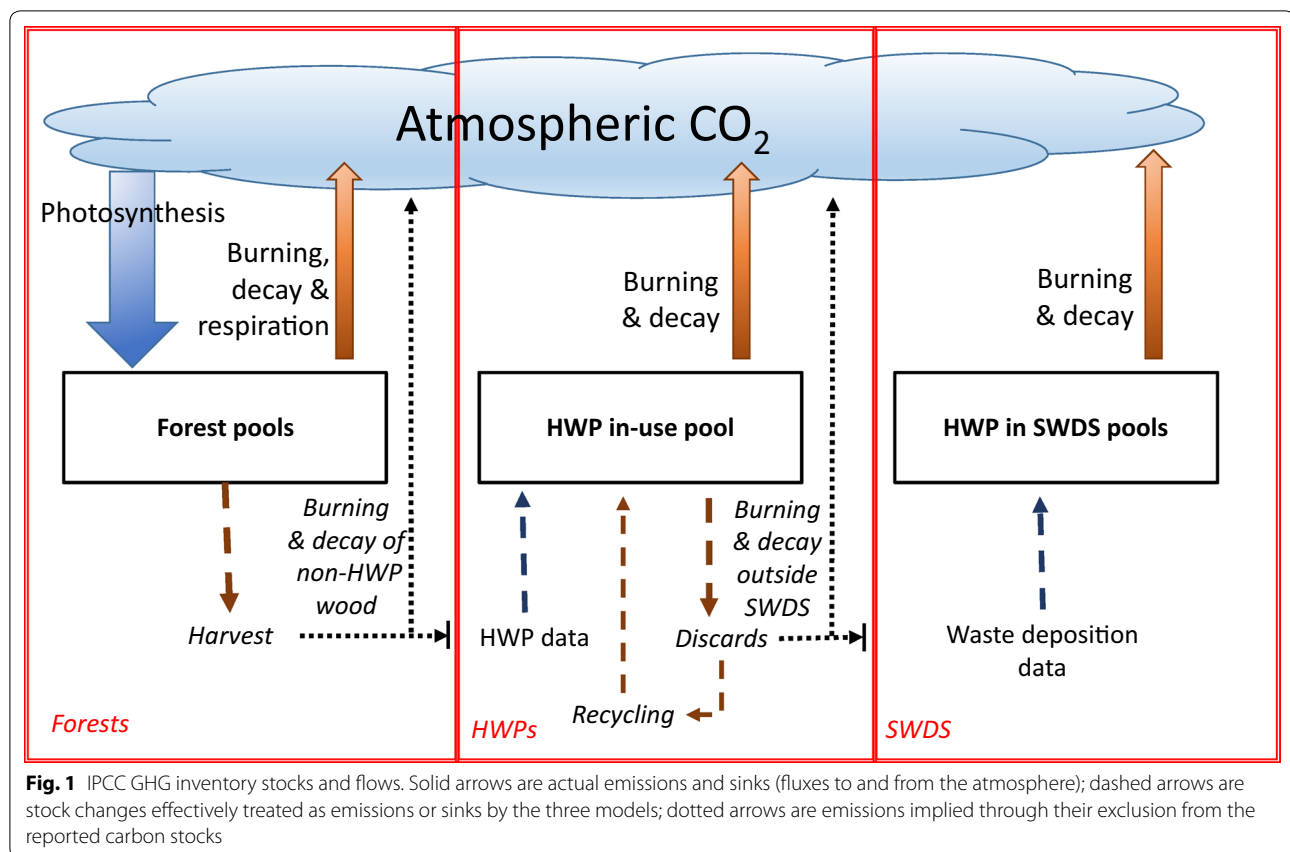 Atmospheric CO₂
Photosynthesis
Burning,
decay &
respiration
Burning
& decay
Burning
& decay
Forest pools
HWP in-use pool
HWP in SWDS pools
Burning
& decay of
non-HWP
wood
Harvest
HWP data
Burning
& decay
outside
SWDS
Discards
Recycling
Waste deposition
data
Forests
HWPs
SWDS
Fig. 1 IPCC GHG inventory stocks and flows. Solid arrows are actual emissions and sinks (fluxes to and from the atmosphere); dashed arrows are
stock changes effectively treated as emissions or sinks by the three models; dotted arrows are emissions implied through their exclusion from the
reported carbon stocks